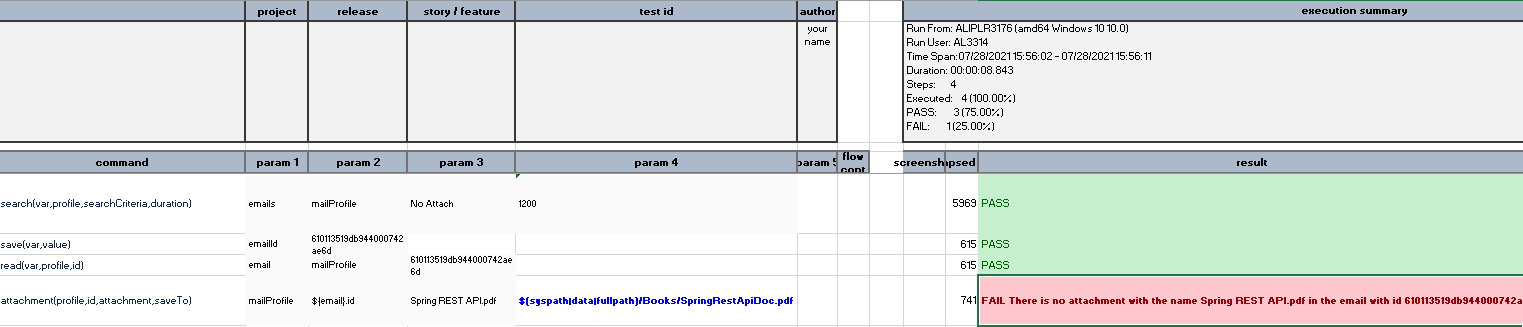 project release story / feature test id author execution summary
your name
Run From: ALIPLR3176 (amd64 Windows 10 10.0)
Run User: AL3314
Time Span:07/28/2021 15:56:02 - 07/28/2021 15:56:11
Duration: 00:00:08.843
Steps: 4
Executed: 4 (100.00%)
PASS: 3 (75.00%)
FAIL: 1 (25.00%)
command param 1 param 2 param 3 param 4 param 5 flow cont screensh apsed result
search(var,profile,searchCriteria,duration) emails mailProfile No Attach 1200 5969 PASS
save(var,value) emailId 610113519db944000742
ae6d 615 PASS
read(var,profile,id) email mailProfile 610113519db944000742ae
6d 615 PASS
attachment(profile,id,attachment,saveTo) mailProfile ${email}.id Spring REST API.pdf $(syspath|data|fullpath)/Books/SpringRestApiDoc.pdf 741 FAIL There is no attachment with the name Spring REST API.pdf in the email with id 610113519db944000742a